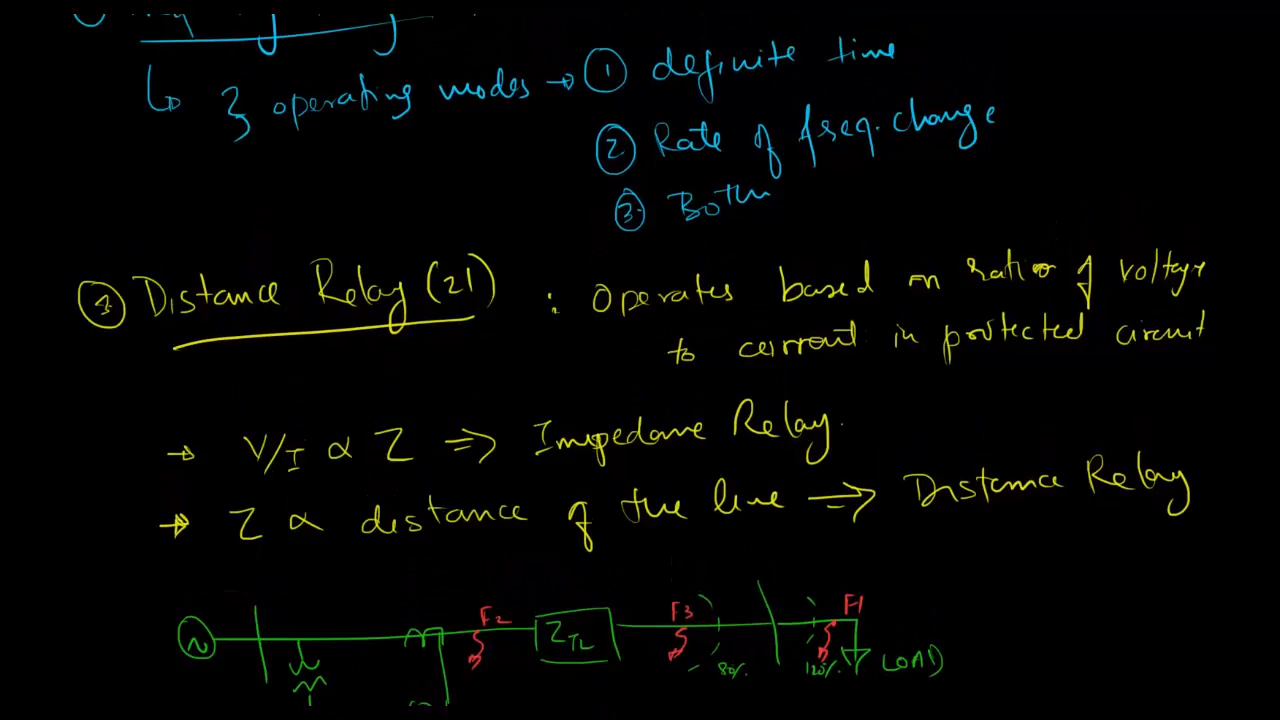 3 operating modes → ① definite time
② Rate of freq. change
③ Both
Distance Relay (21) : Operates based on ratio of voltage
to current in protected circuit
→ V/I ∝ Z ⇒ Impedance Relay.
→ Z ∝ distance of the line ⇒ Distance Relay
F2 F3 F1
~ Z_TL LOAD
80% 120%